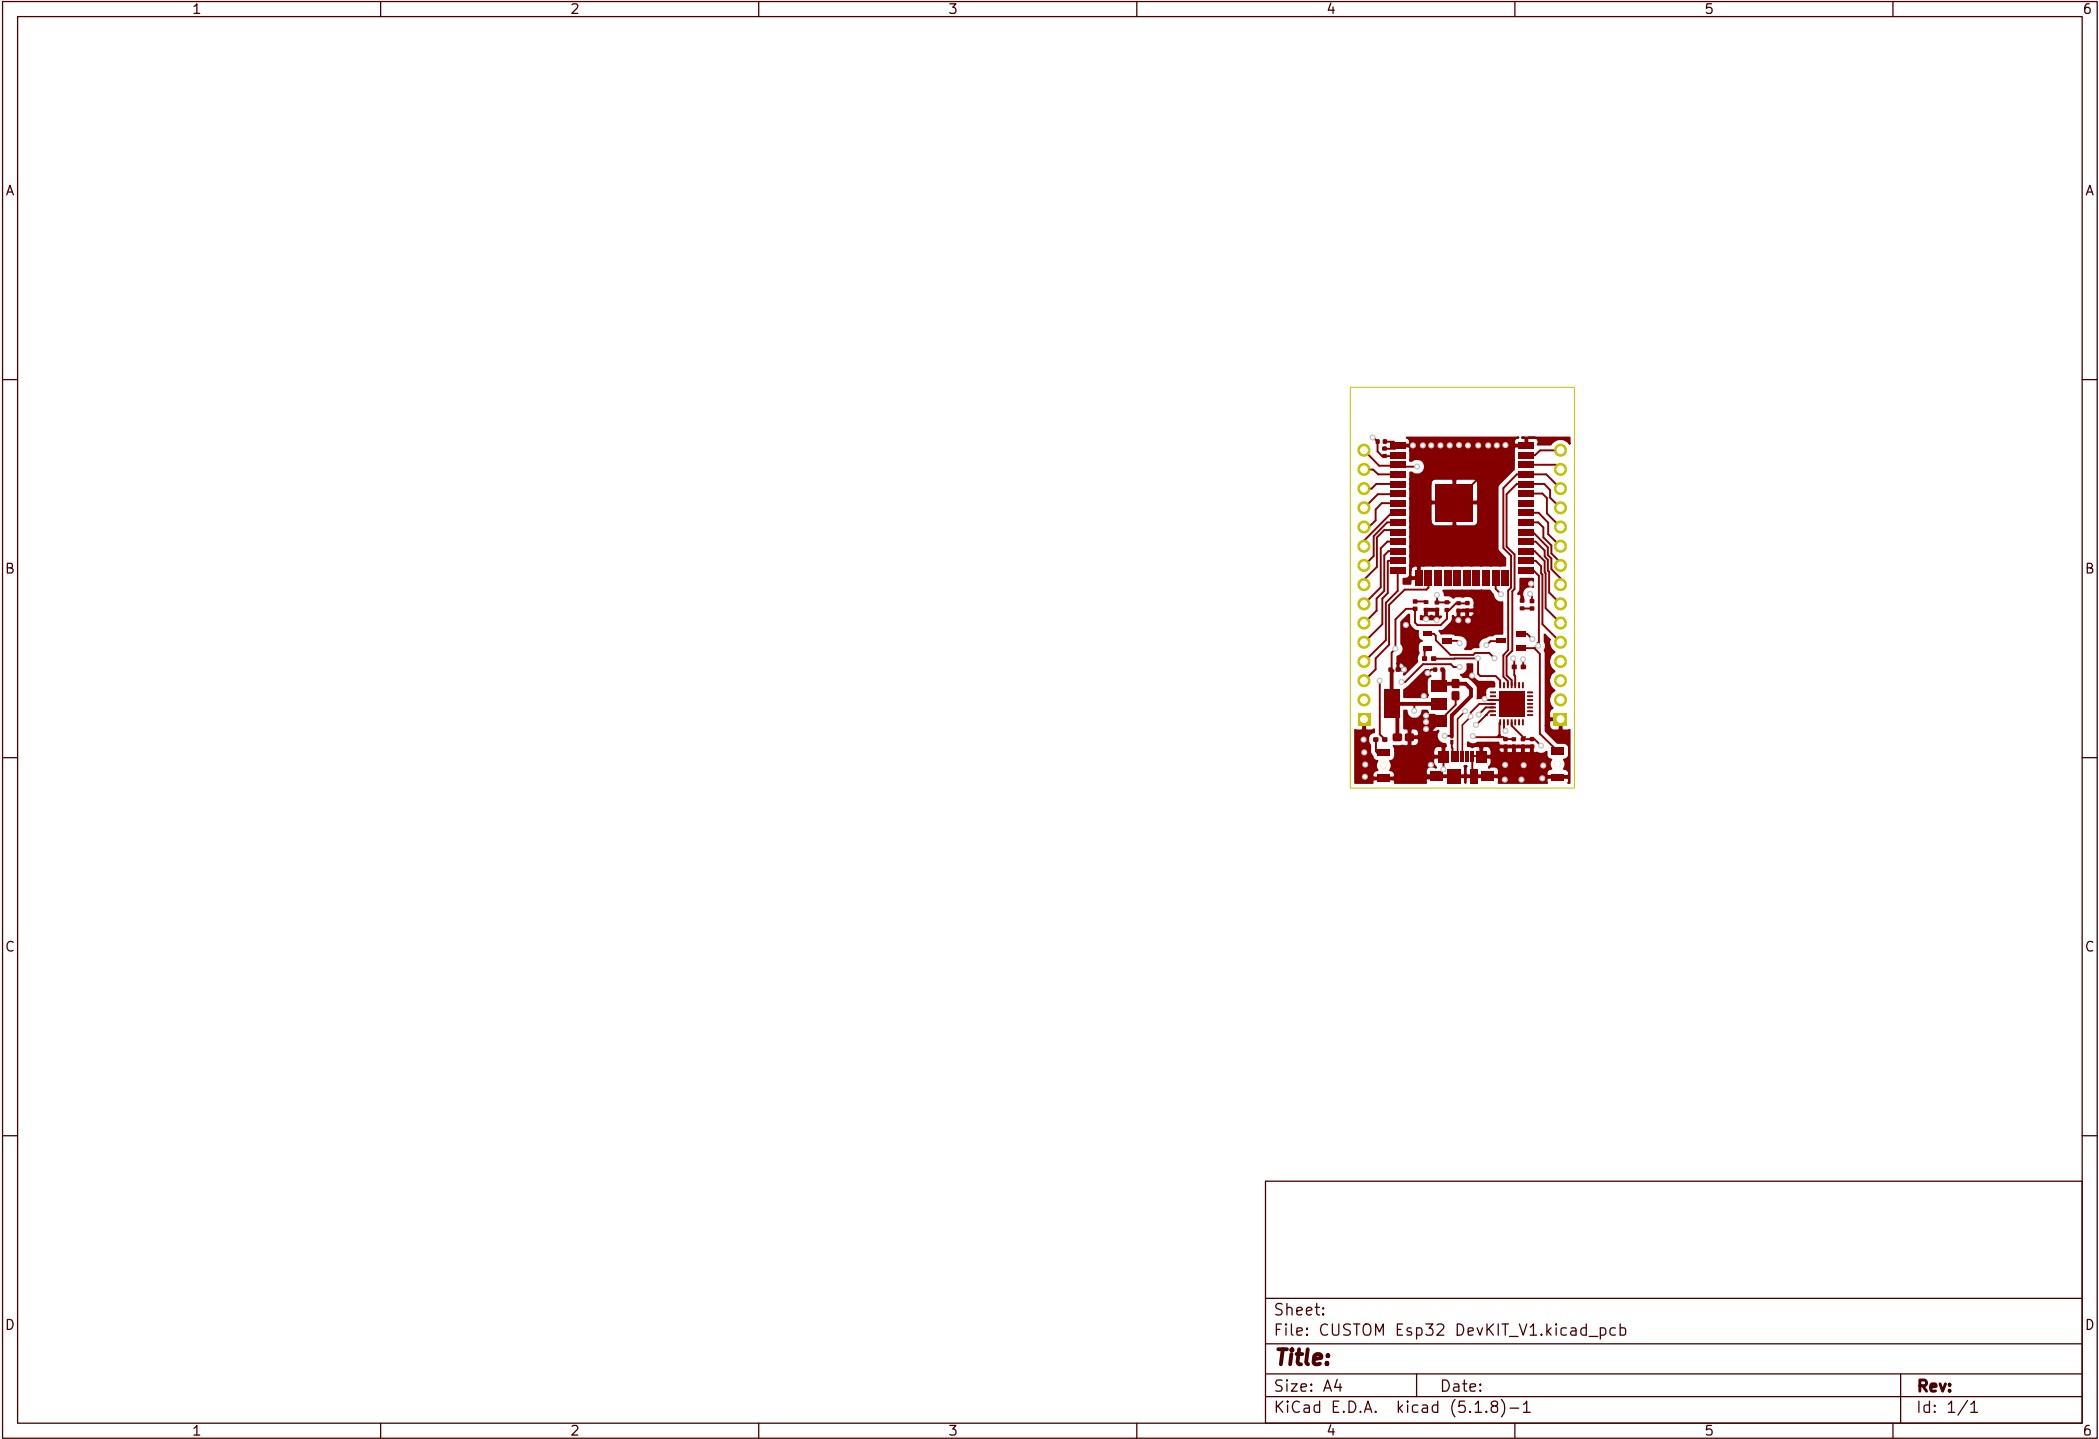 1 2 3 4 5 6
A A
B B
C C
Sheet:
File: CUSTOM Esp32 DevKIT_V1.kicad_pcb
D D
Title:
Size: A4 Date: Rev:
KiCad E.D.A. kicad (5.1.8)-1 Id: 1/1
1 2 3 4 5 6